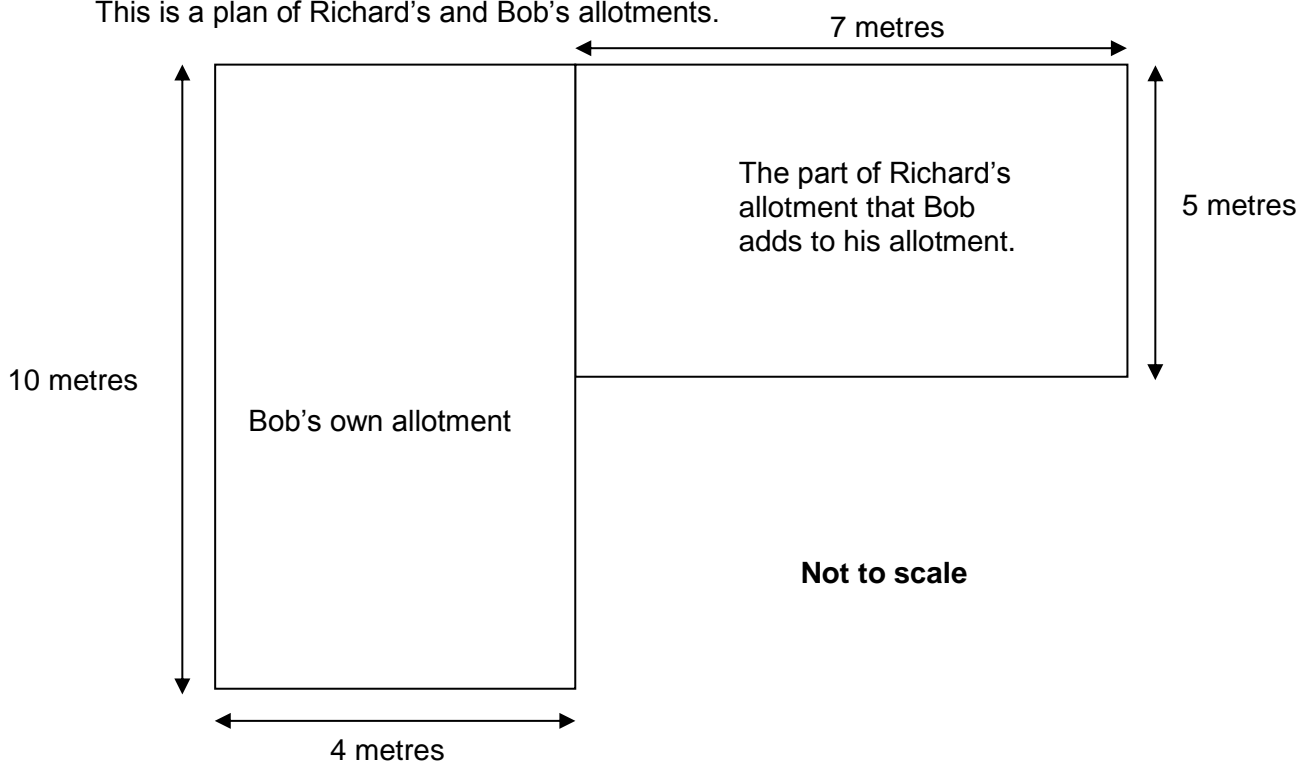 This is a plan of Richard's and Bob's allotments.
7 metres
The part of Richard's
allotment that Bob
adds to his allotment.
5 metres
10 metres
Bob's own allotment
Not to scale
4 metres